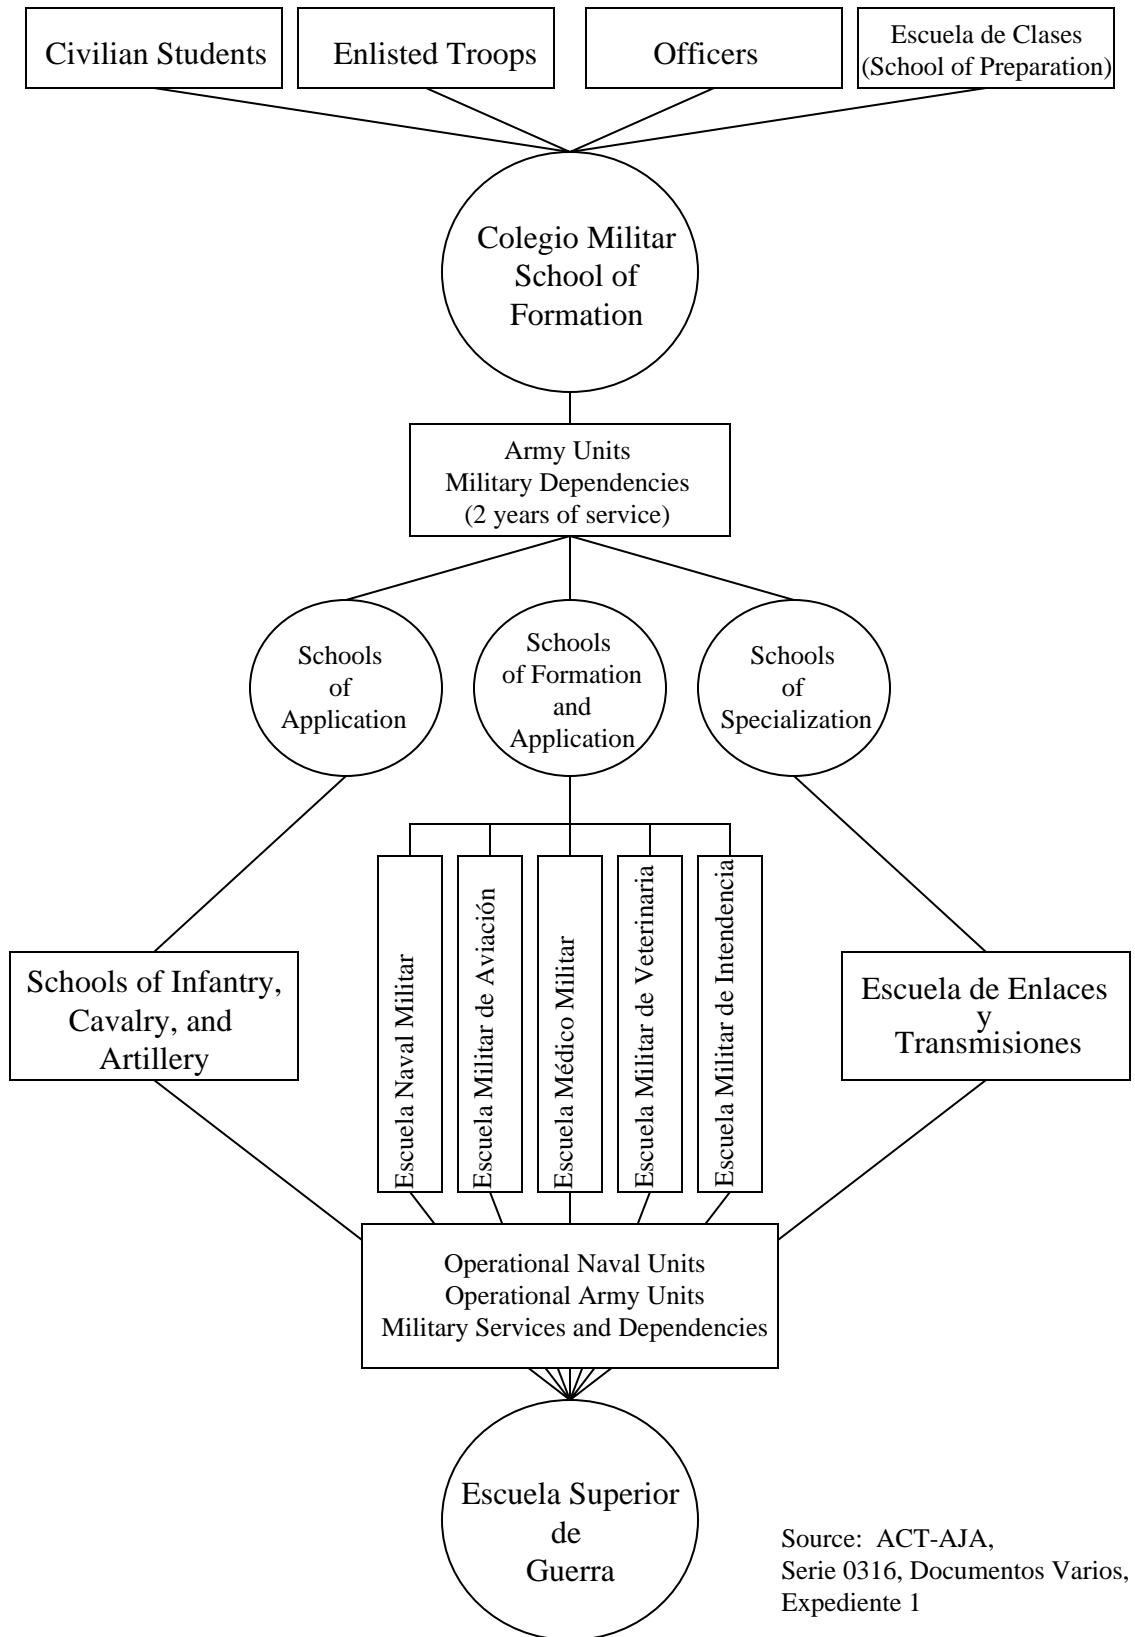 Civilian Students
Enlisted Troops
Officers
Escuela de Clases
(School of Preparation)
Colegio Militar
School of
Formation
Army Units
Military Dependencies
(2 years of service)
Schools
of
Application
Schools
of Formation
and
Application
Schools
of
Specialization
Schools of Infantry,
Cavalry, and
Artillery
Escuela Naval Militar
Escuela Militar de Aviación
Escuela Médico Militar
Escuela Militar de Veterinaria
Escuela Militar de Intendencia
Escuela de Enlaces
y
Transmisiones
Operational Naval Units
Operational Army Units
Military Services and Dependencies
Escuela Superior
de
Guerra
Source:  ACT-AJA,
Serie 0316, Documentos Varios,
Expediente 1